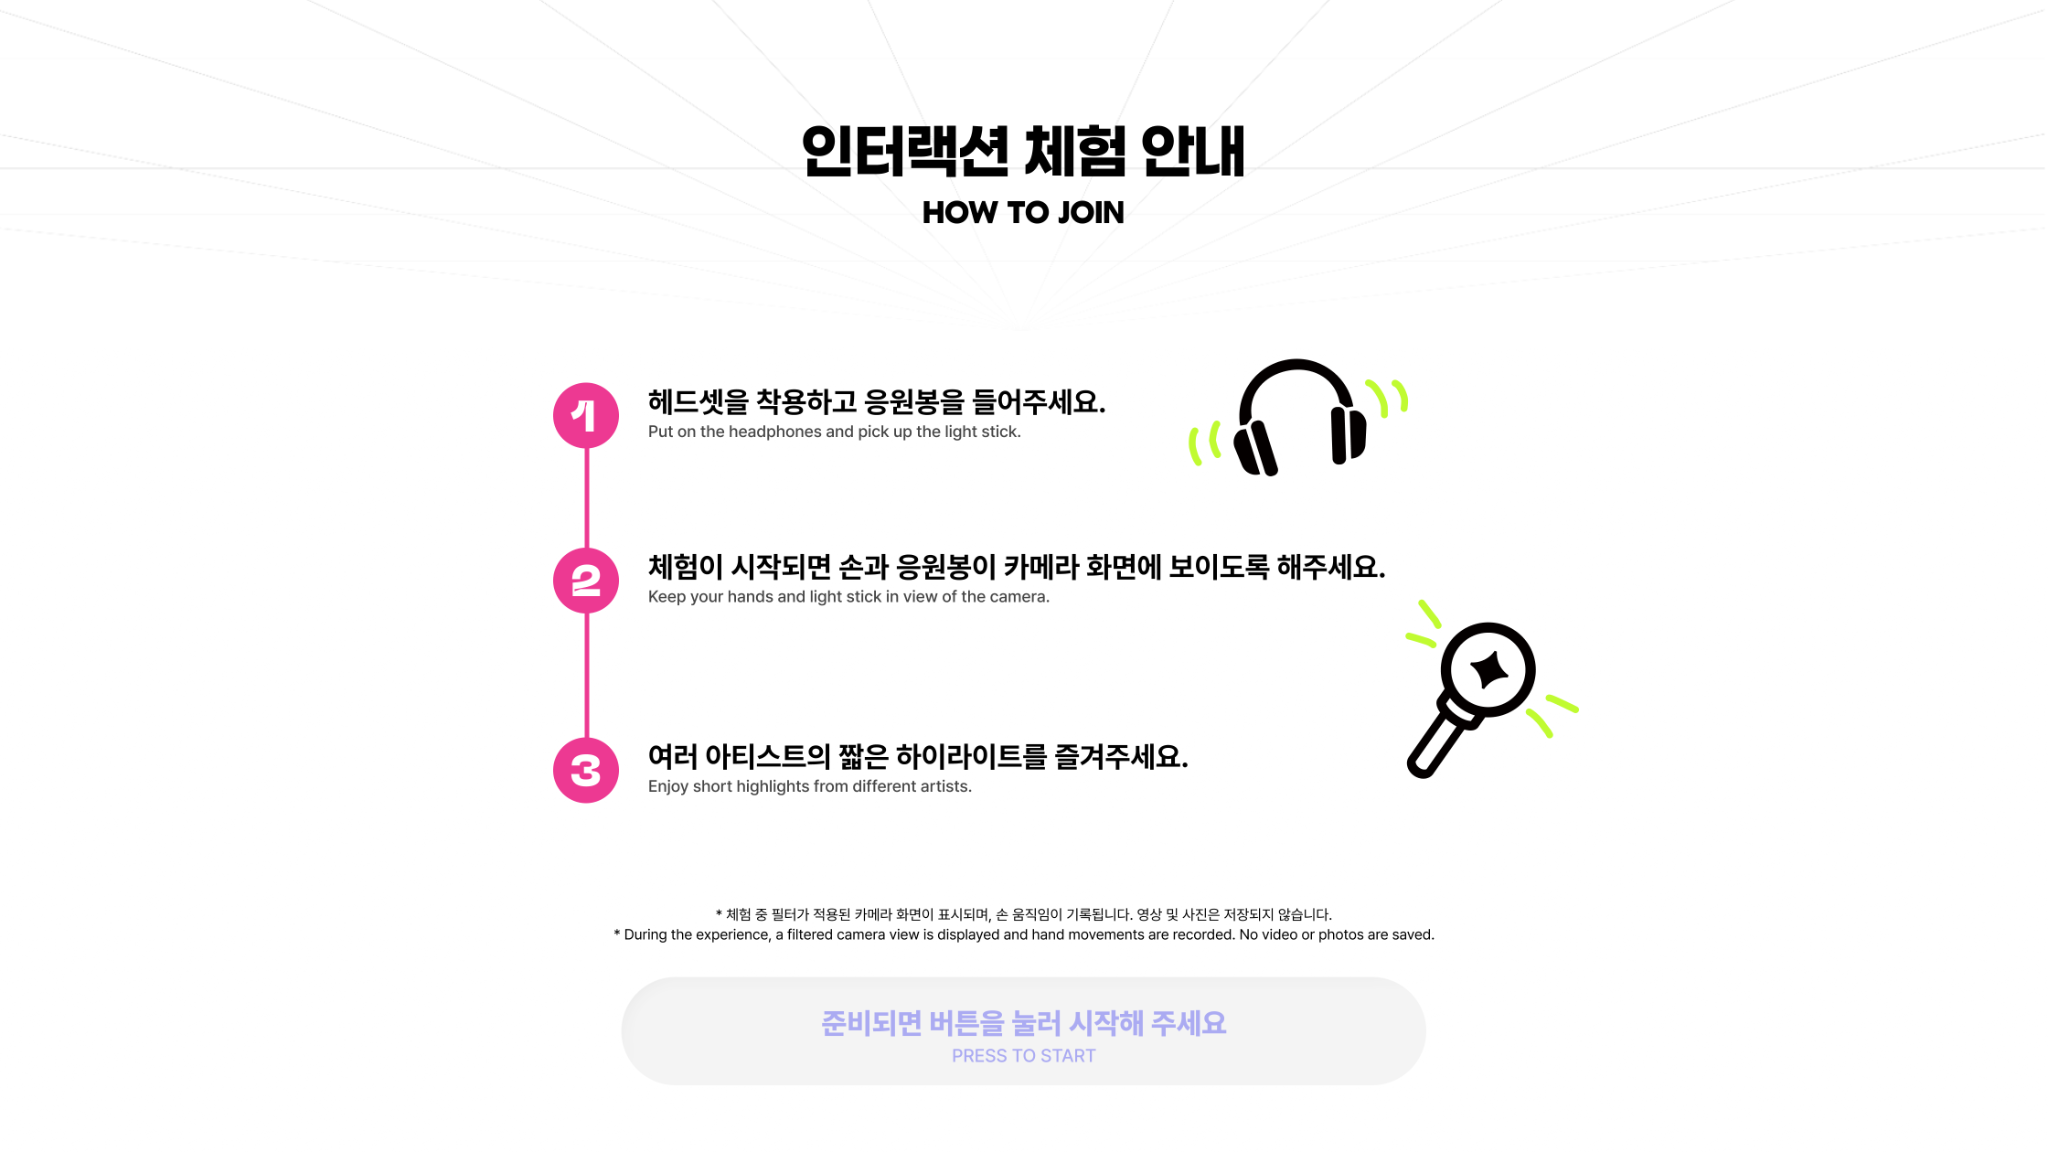 인터랙션 체험 안내
HOW TO JOIN
1
헤드셋을 착용하고 응원봉을 들어주세요.
Put on the headphones and pick up the light stick.
2
체험이 시작되면 손과 응원봉이 카메라 화면에 보이도록 해주세요.
Keep your hands and light stick in view of the camera.
3
여러 아티스트의 짧은 하이라이트를 즐겨주세요.
Enjoy short highlights from different artists.
* 체험 중 필터가 적용된 카메라 화면이 표시되며, 손 움직임이 기록됩니다. 영상 및 사진은 저장되지 않습니다.
* During the experience, a filtered camera view is displayed and hand movements are recorded. No video or photos are saved.
준비되면 버튼을 눌러 시작해 주세요
PRESS TO START